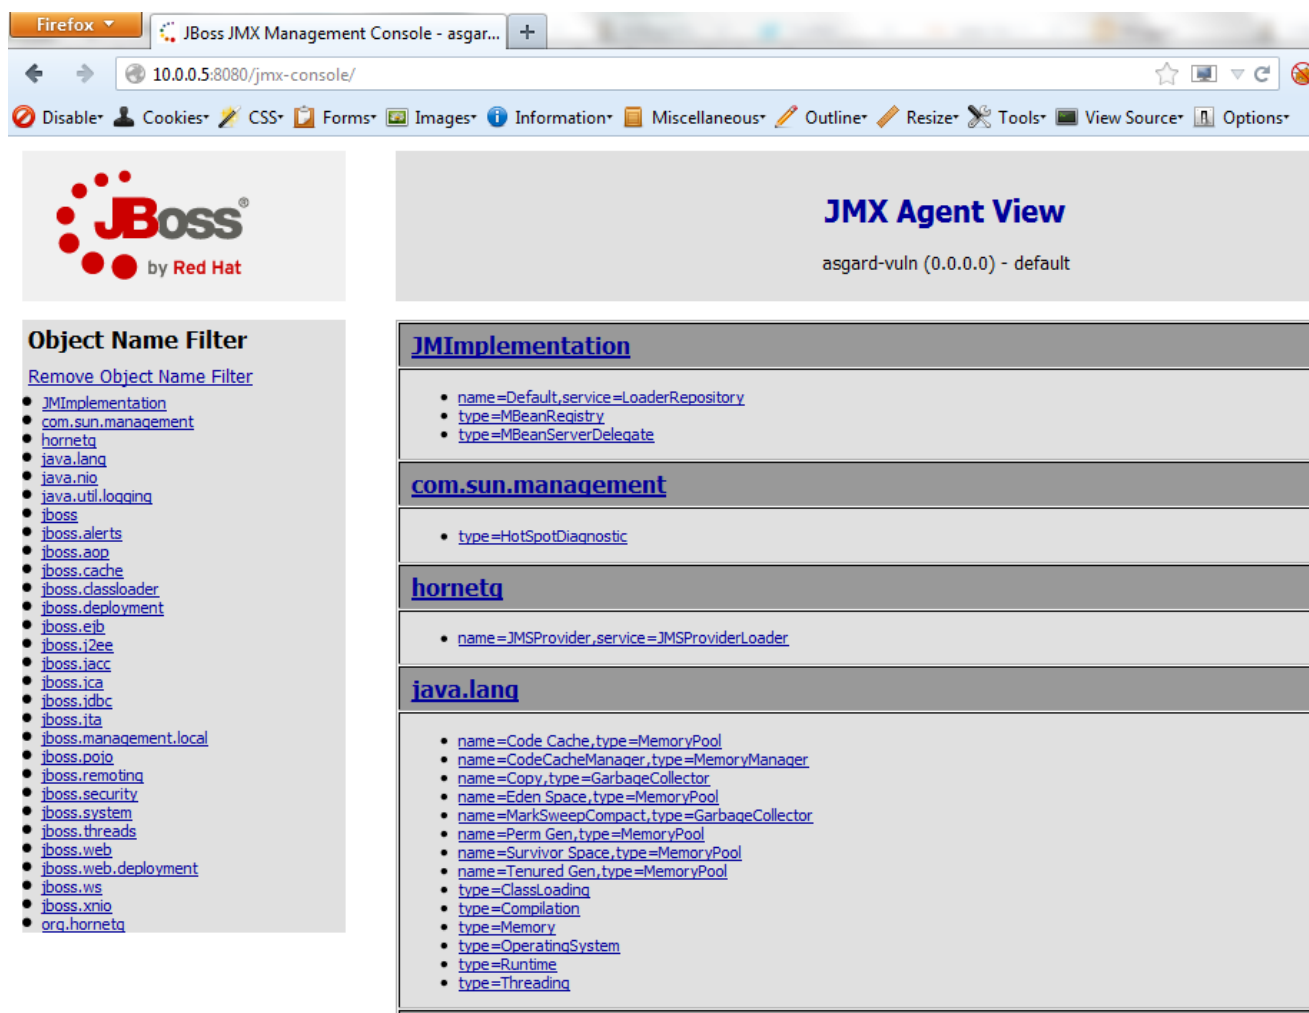 Firefox
JBoss JMX Management Console - asgar...
10.0.0.5:8080/jmx-console/
Disable Cookies CSS Forms Images Information Miscellaneous Outline Resize Tools View Source Options
JBoss®
by Red Hat
JMX Agent View
asgard-vuln (0.0.0.0) - default
Object Name Filter
Remove Object Name Filter
JMImplementation
com.sun.management
hornetq
java.lang
java.nio
java.util.logging
jboss
jboss.alerts
jboss.aop
jboss.cache
jboss.classloader
jboss.deployment
jboss.ejb
jboss.j2ee
jboss.jacc
jboss.jca
jboss.jdbc
jboss.jta
jboss.management.local
jboss.pojo
jboss.remoting
jboss.security
jboss.system
jboss.threads
jboss.web
jboss.web.deployment
jboss.ws
jboss.xnio
org.hornetq
JMImplementation
name=Default,service=LoaderRepository
type=MBeanRegistry
type=MBeanServerDelegate
com.sun.management
type=HotSpotDiagnostic
hornetq
name=JMSProvider,service=JMSProviderLoader
java.lang
name=Code Cache,type=MemoryPool
name=CodeCacheManager,type=MemoryManager
name=Copy,type=GarbageCollector
name=Eden Space,type=MemoryPool
name=MarkSweepCompact,type=GarbageCollector
name=Perm Gen,type=MemoryPool
name=Survivor Space,type=MemoryPool
name=Tenured Gen,type=MemoryPool
type=ClassLoading
type=Compilation
type=Memory
type=OperatingSystem
type=Runtime
type=Threading